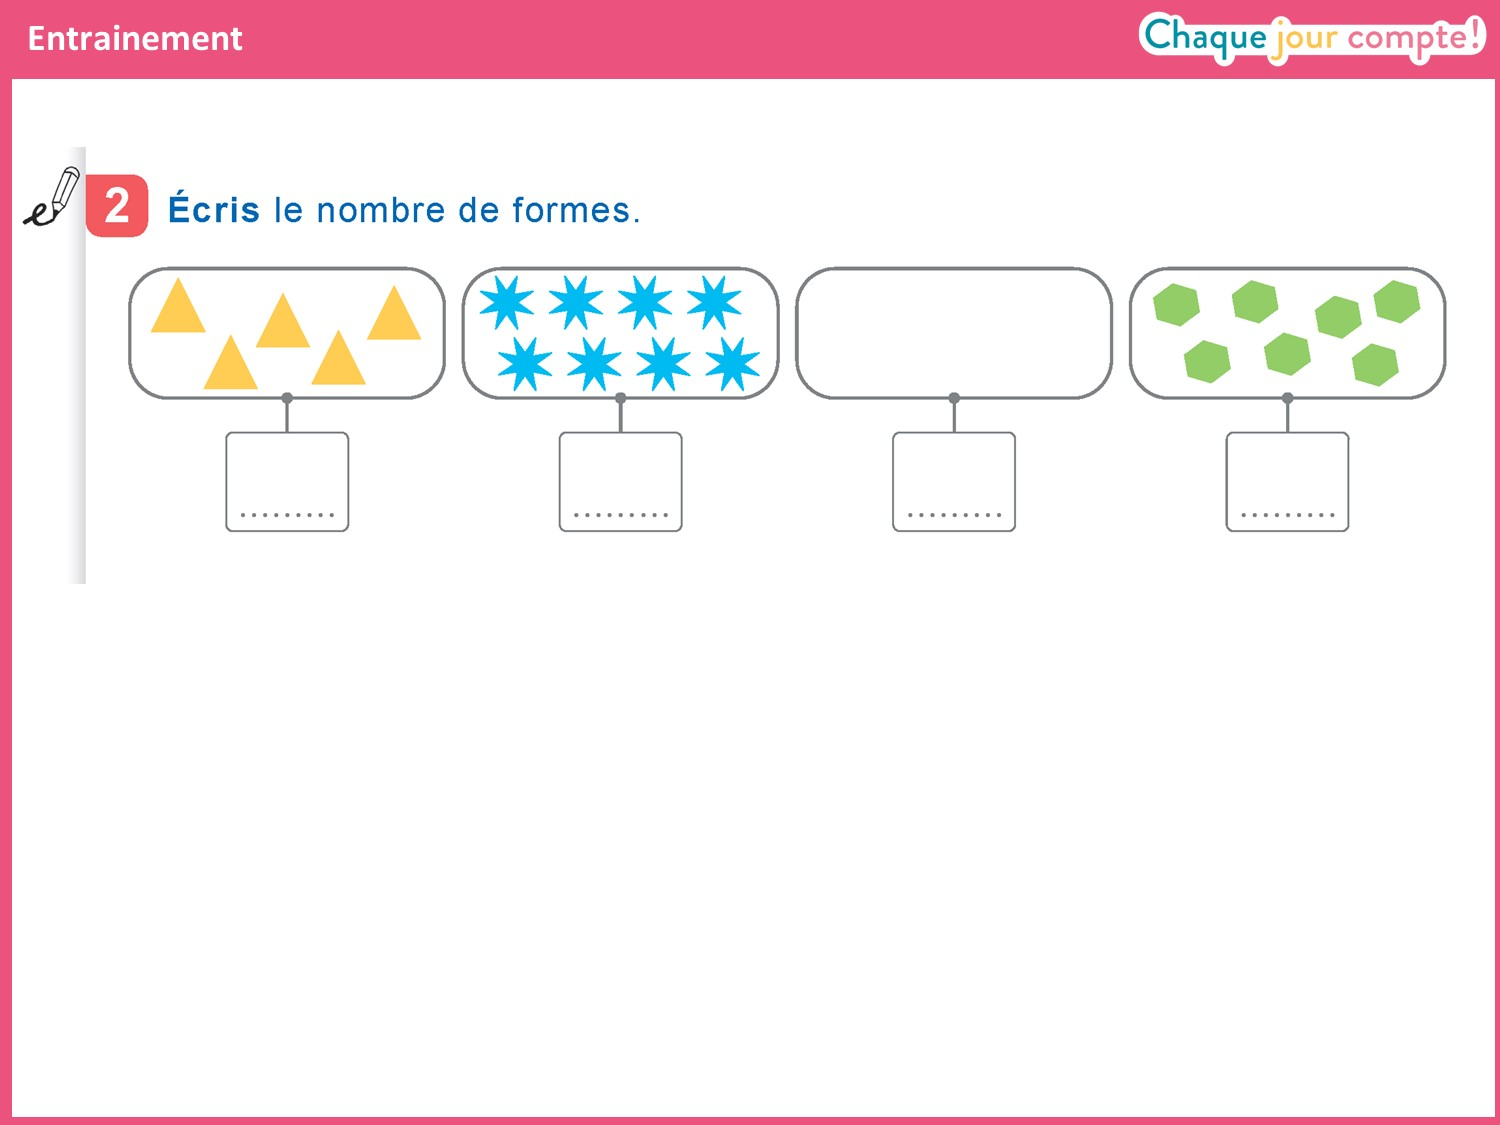 Entrainement
Chaque jour compte!
2 Écris le nombre de formes.
......... ......... ......... .........